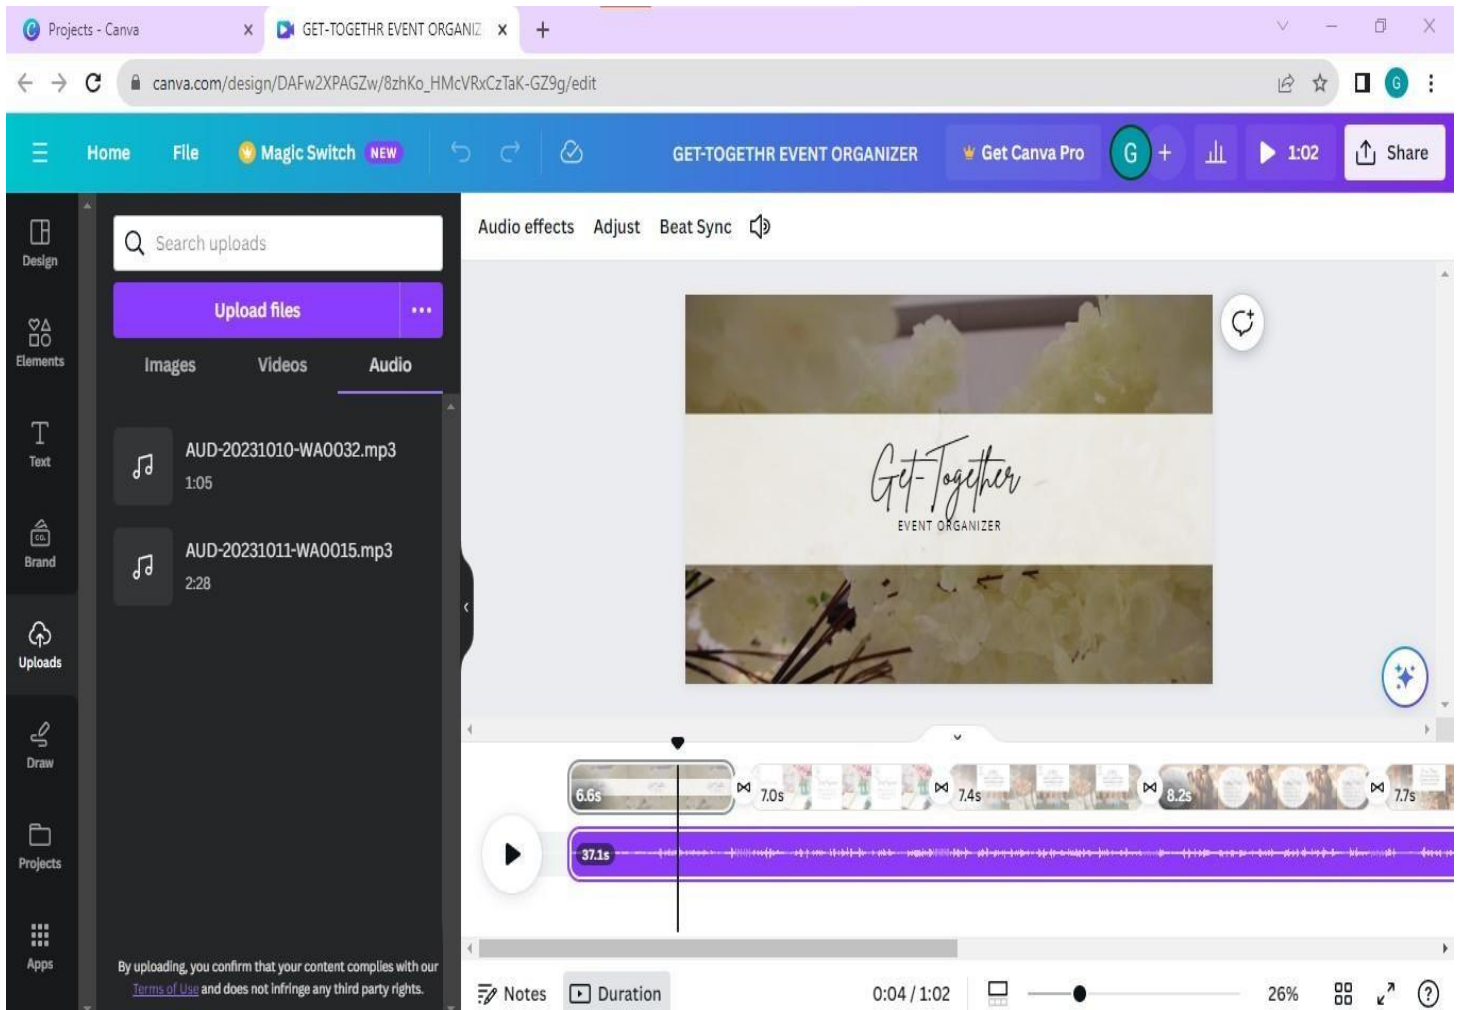 Projects - Canva
GET-TOGETHR EVENT ORGANIZ
canva.com/design/DAFw2XPAGZw/8zhKo_HMcVRxCzTaK-GZ9g/edit
G
Home File Magic Switch NEW GET-TOGETHR EVENT ORGANIZER Get Canva Pro G + 1:02 Share
Design
Elements
Text
Brand
Uploads
Draw
Projects
Apps
Search uploads
Upload files
Images Videos Audio
AUD-20231010-WA0032.mp3
1:05
AUD-20231011-WA0015.mp3
2:28
By uploading, you confirm that your content complies with our
Terms of Use and does not infringe any third party rights.
Audio effects Adjust Beat Sync
Get-Together
EVENT ORGANIZER
6.6s 7.0s 7.4s 8.2s 7.7s
37.1s
Notes Duration 0:04 / 1:02 26%